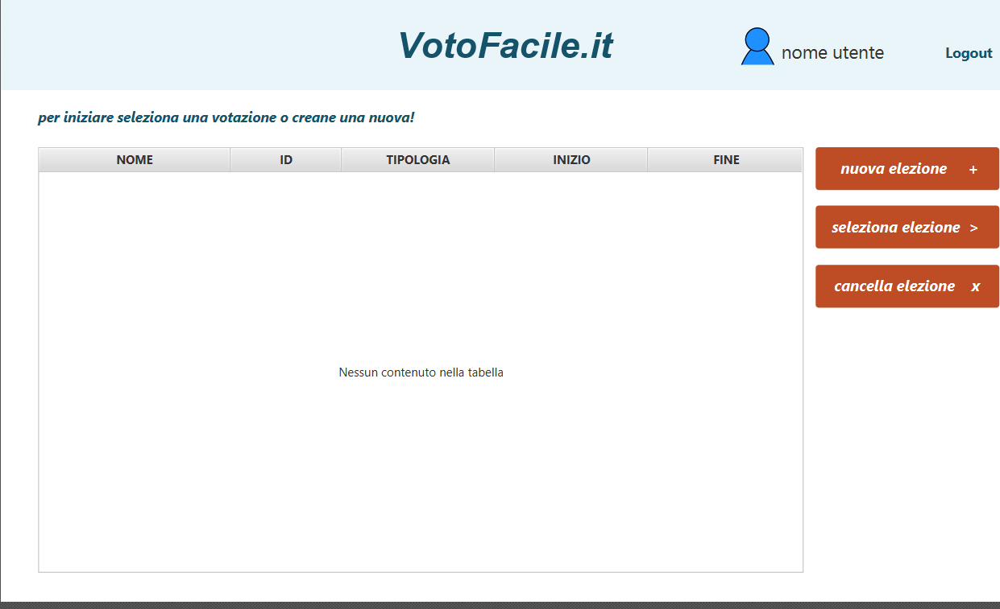 VotoFacile.it
nome utente
Logout
per iniziare seleziona una votazione o creane una nuova!
NOME ID TIPOLOGIA INIZIO FINE
nuova elezione +
seleziona elezione >
cancella elezione x
Nessun contenuto nella tabella